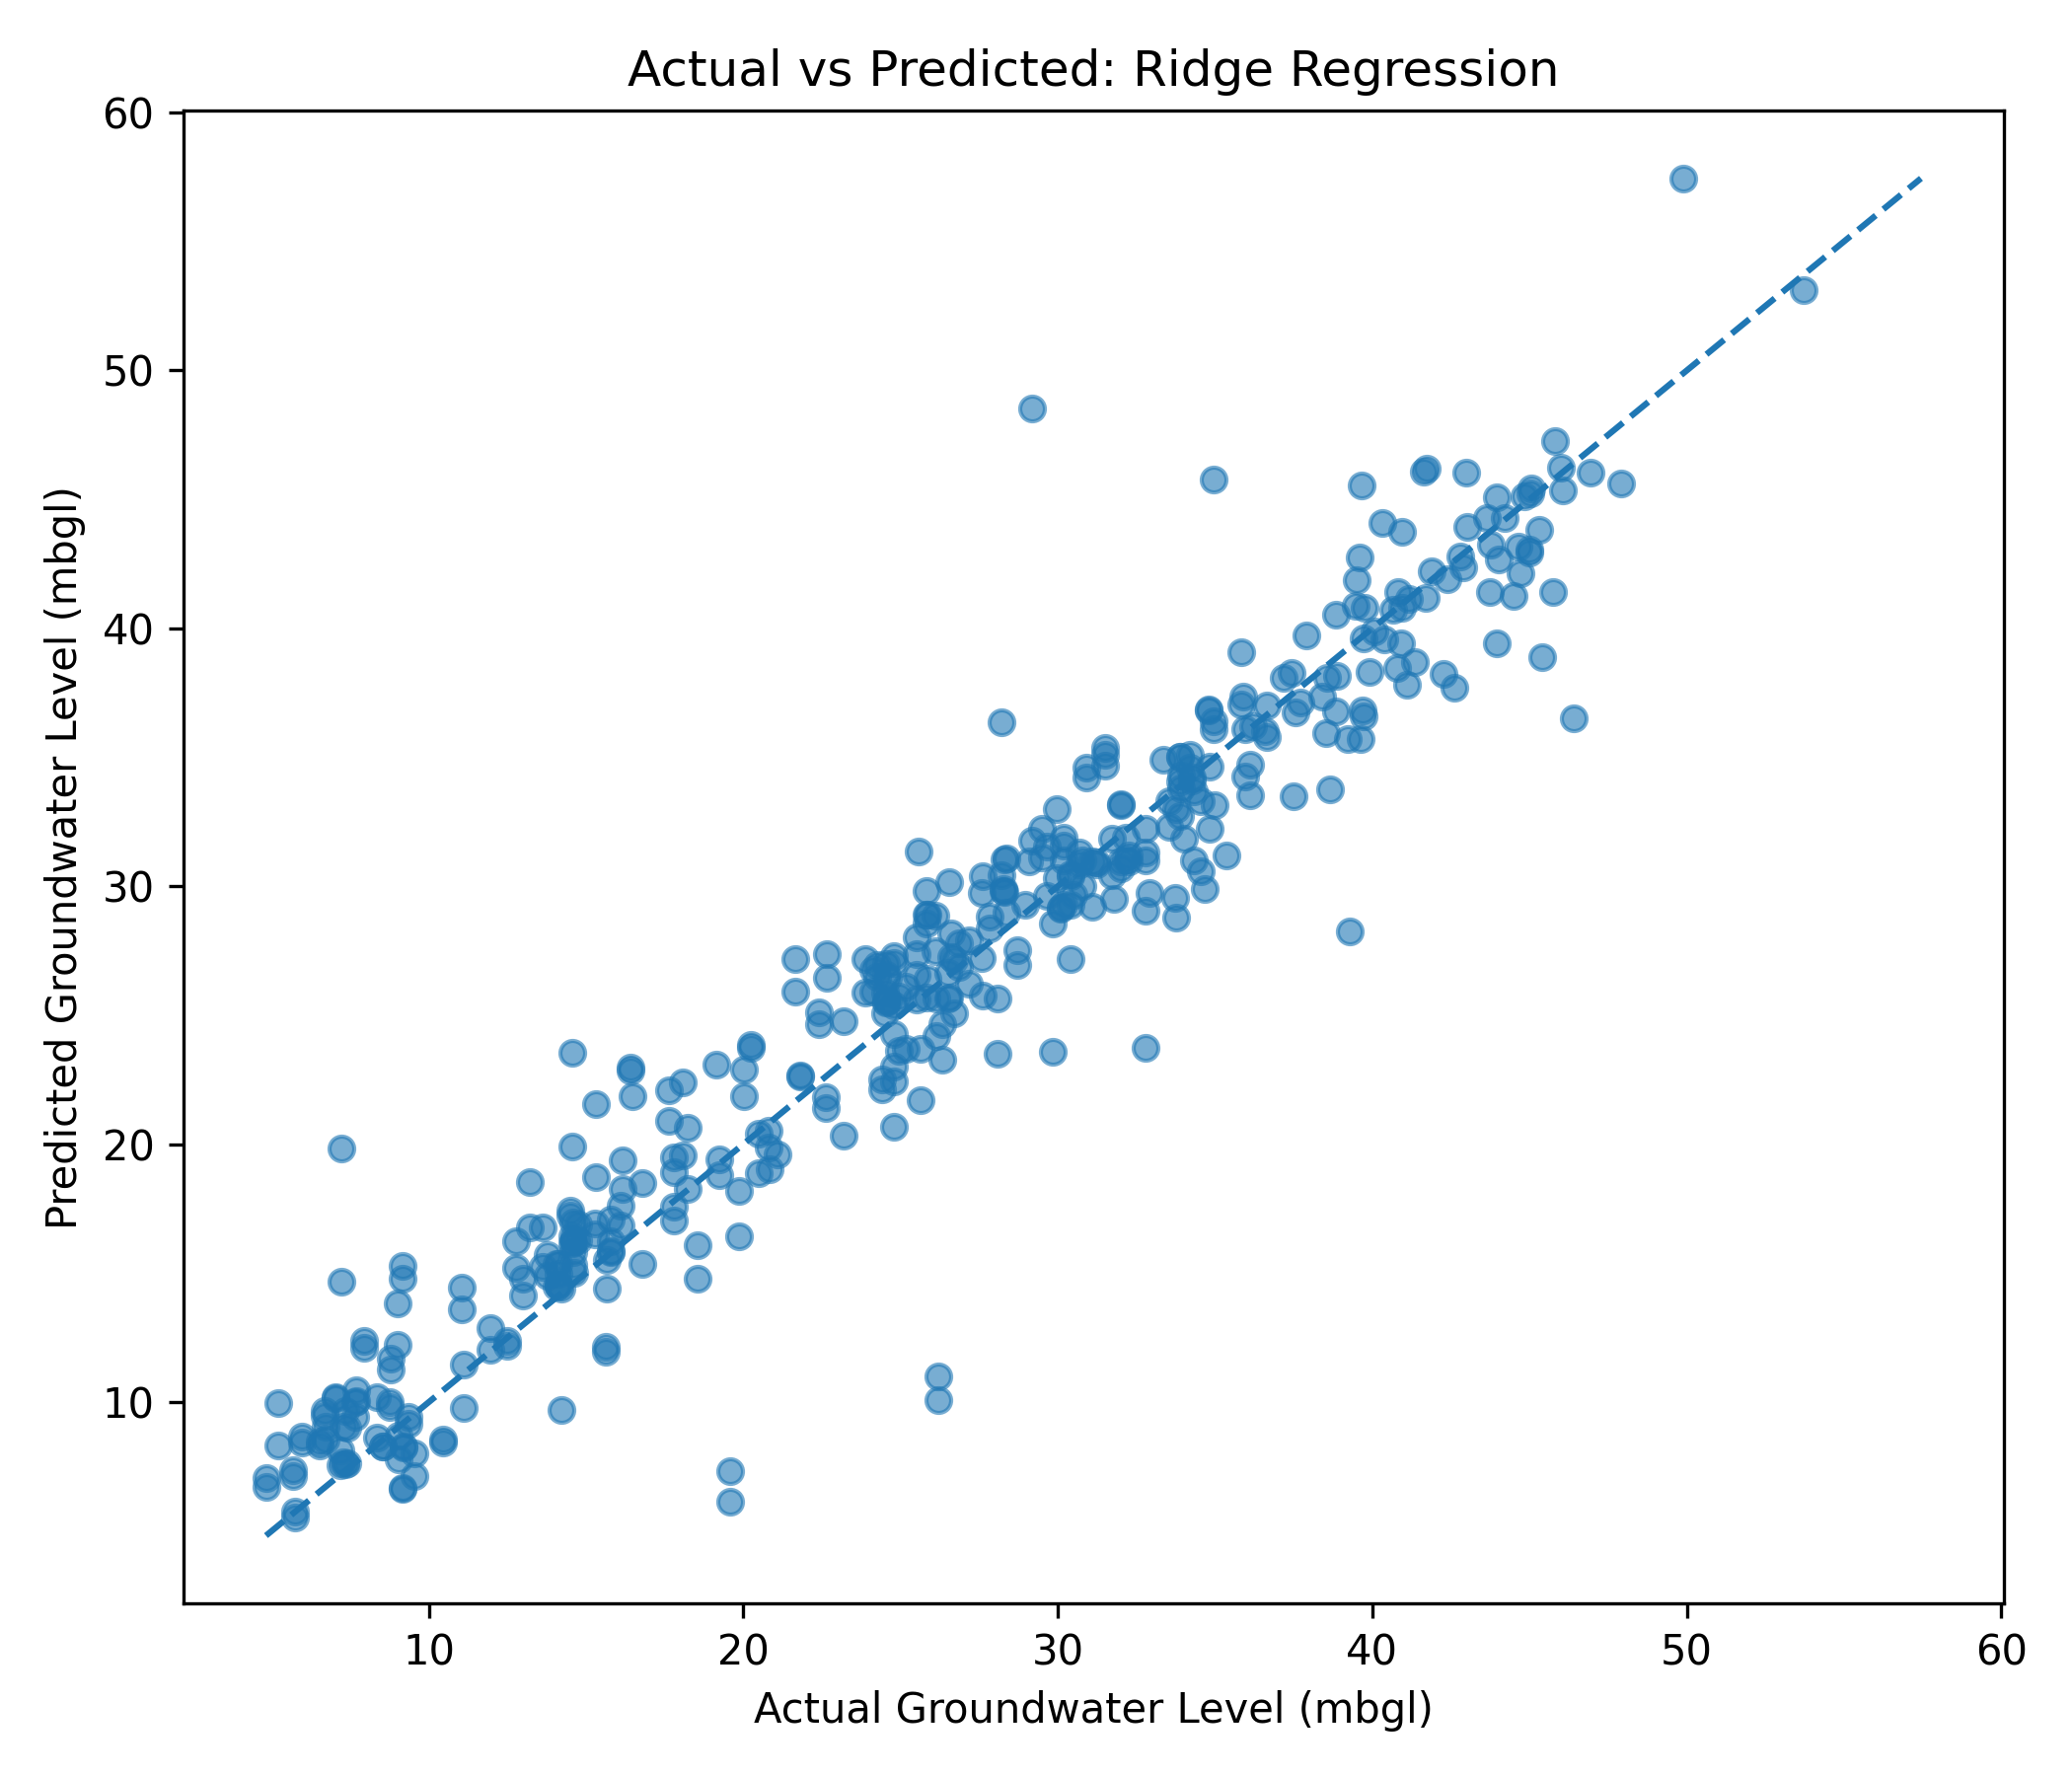 Actual vs Predicted: Ridge Regression
60
50
40
30
20
10
Predicted Groundwater Level (mbgl)
10 20 30 40 50 60
Actual Groundwater Level (mbgl)